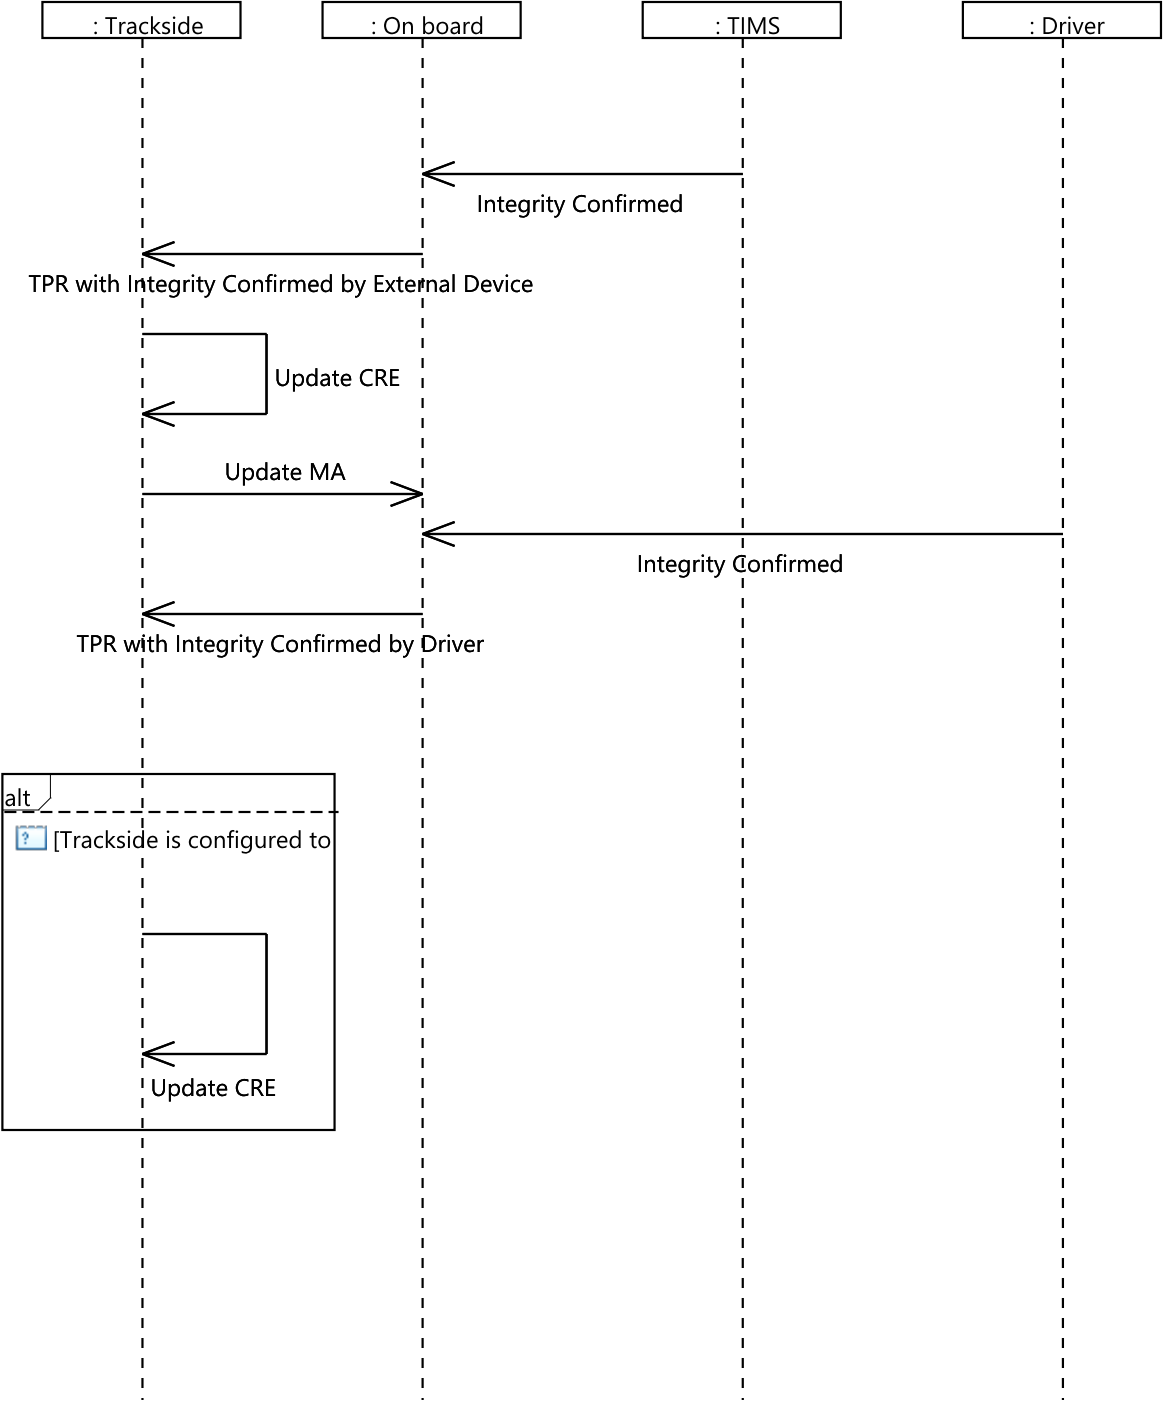 : Trackside
: On board
: TIMS
: Driver
Integrity Confirmed
TPR with Integrity Confirmed by External Device
Update CRE
Update MA
Integrity Confirmed
TPR with Integrity Confirmed by Driver
alt
? [Trackside is configured to
Update CRE